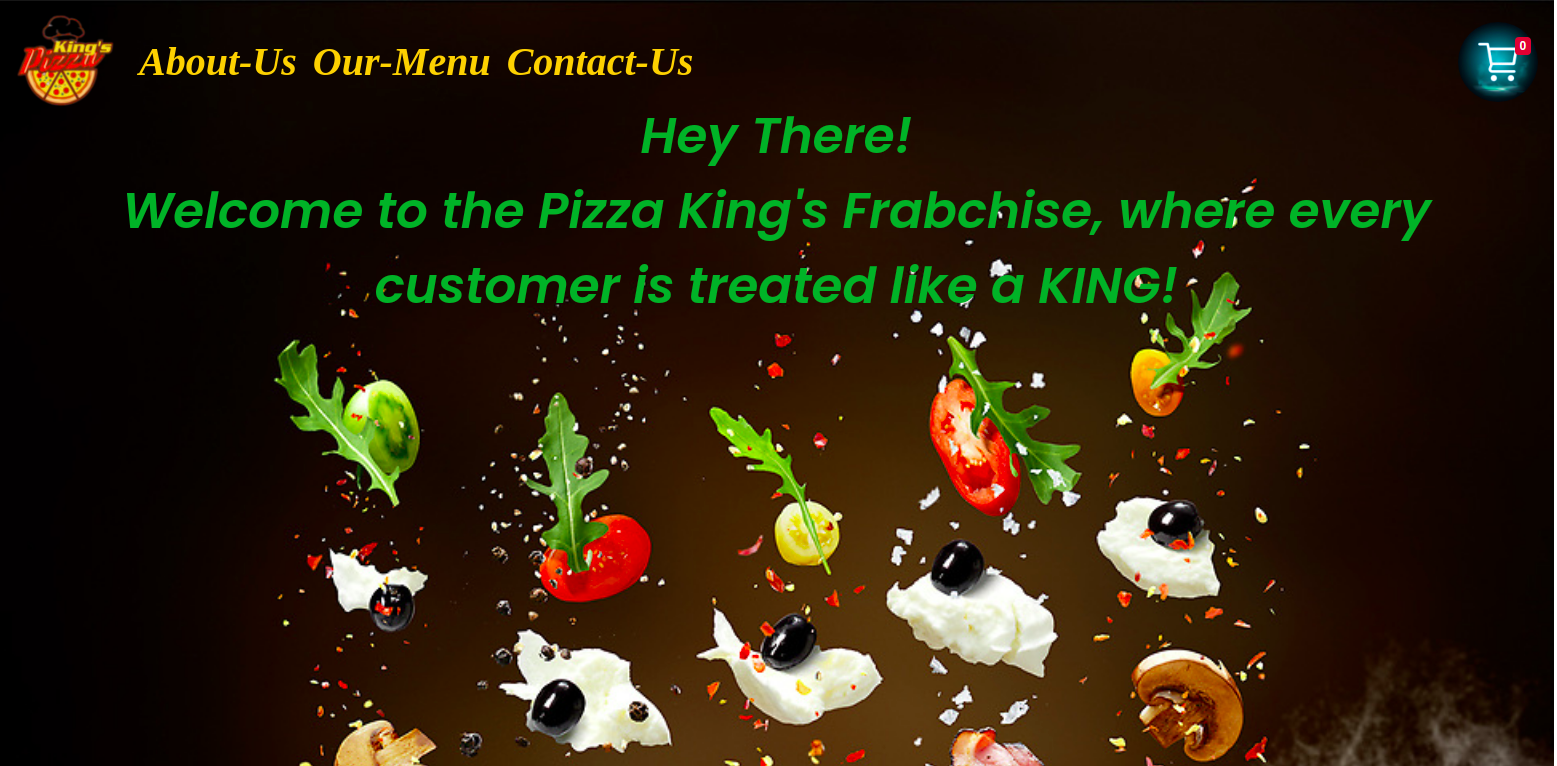 King's
Pizza
About-Us Our-Menu Contact-Us
0
Hey There!
Welcome to the Pizza King's Frabchise, where every
customer is treated like a KING!